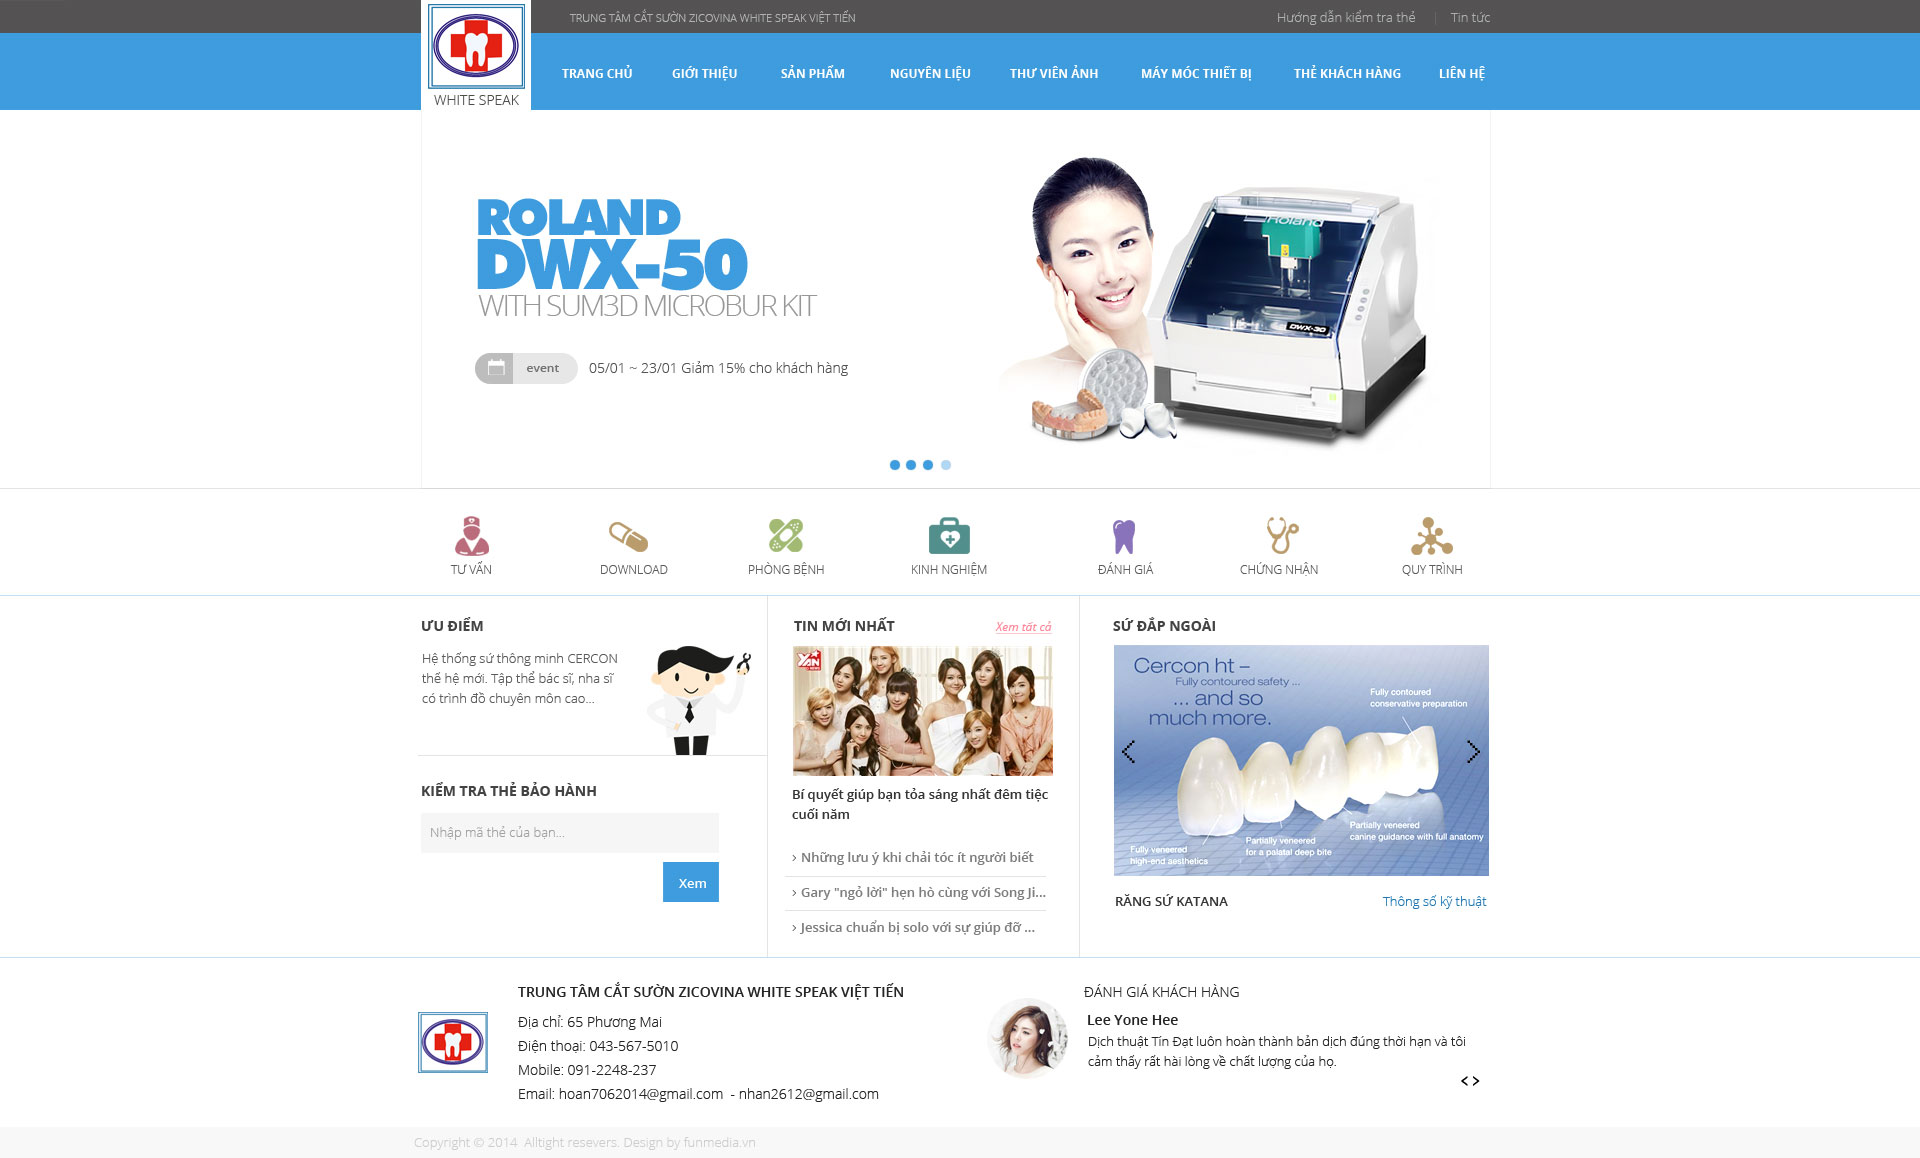 TRUNG TÂM CẮT SƯỜN ZICOVINA WHITE SPEAK VIỆT TIẾN
Hướng dẫn kiểm tra thẻ
Tin tức
WHITE SPEAK
TRANG CHỦ
GIỚI THIỆU
SẢN PHẨM
NGUYÊN LIỆU
THƯ VIỆN ẢNH
MÁY MÓC THIẾT BỊ
THẺ KHÁCH HÀNG
LIÊN HỆ
ROLAND
DWX-50
WITH SUM3D MICROBUR KIT
event
05/01 ~ 23/01 Giảm 15% cho khách hàng
Roland
DWX-30
TƯ VẤN
DOWNLOAD
PHÒNG BỆNH
KINH NGHIỆM
ĐÁNH GIÁ
CHỨNG NHẬN
QUY TRÌNH
ƯU ĐIỂM
Hệ thống sứ thông minh CERCON
thế hệ mới. Tập thể bác sĩ, nha sĩ
có trình đồ chuyên môn cao...
KIỂM TRA THẺ BẢO HÀNH
Nhập mã thẻ của bạn...
Xem
TIN MỚI NHẤT
Xem tất cả
YAN
Bí quyết giúp bạn tỏa sáng nhất đêm tiệc
cuối năm
› Những lưu ý khi chải tóc ít người biết
› Gary "ngỏ lời" hẹn hò cùng với Song Ji...
› Jessica chuẩn bị solo với sự giúp đỡ ...
SỨ ĐẮP NGOÀI
Cercon ht –
Fully contoured safety ...
... and so
much more.
Fully contoured
conservative preparation
Partially veneered
canine guidance with full anatomy
Partially veneered
for a palatal deep bite
Fully veneered
high-end aesthetics
RĂNG SỨ KATANA
Thông số kỹ thuật
TRUNG TÂM CẮT SƯỜN ZICOVINA WHITE SPEAK VIỆT TIẾN
Địa chỉ: 65 Phương Mai
Điện thoại: 043-567-5010
Mobile: 091-2248-237
Email: hoan7062014@gmail.com - nhan2612@gmail.com
ĐÁNH GIÁ KHÁCH HÀNG
Lee Yone Hee
Dịch thuật Tín Đạt luôn hoàn thành bản dịch đúng thời hạn và tôi
cảm thấy rất hài lòng về chất lượng của họ.
Copyright © 2014 Alltight resevers. Design by funmedia.vn